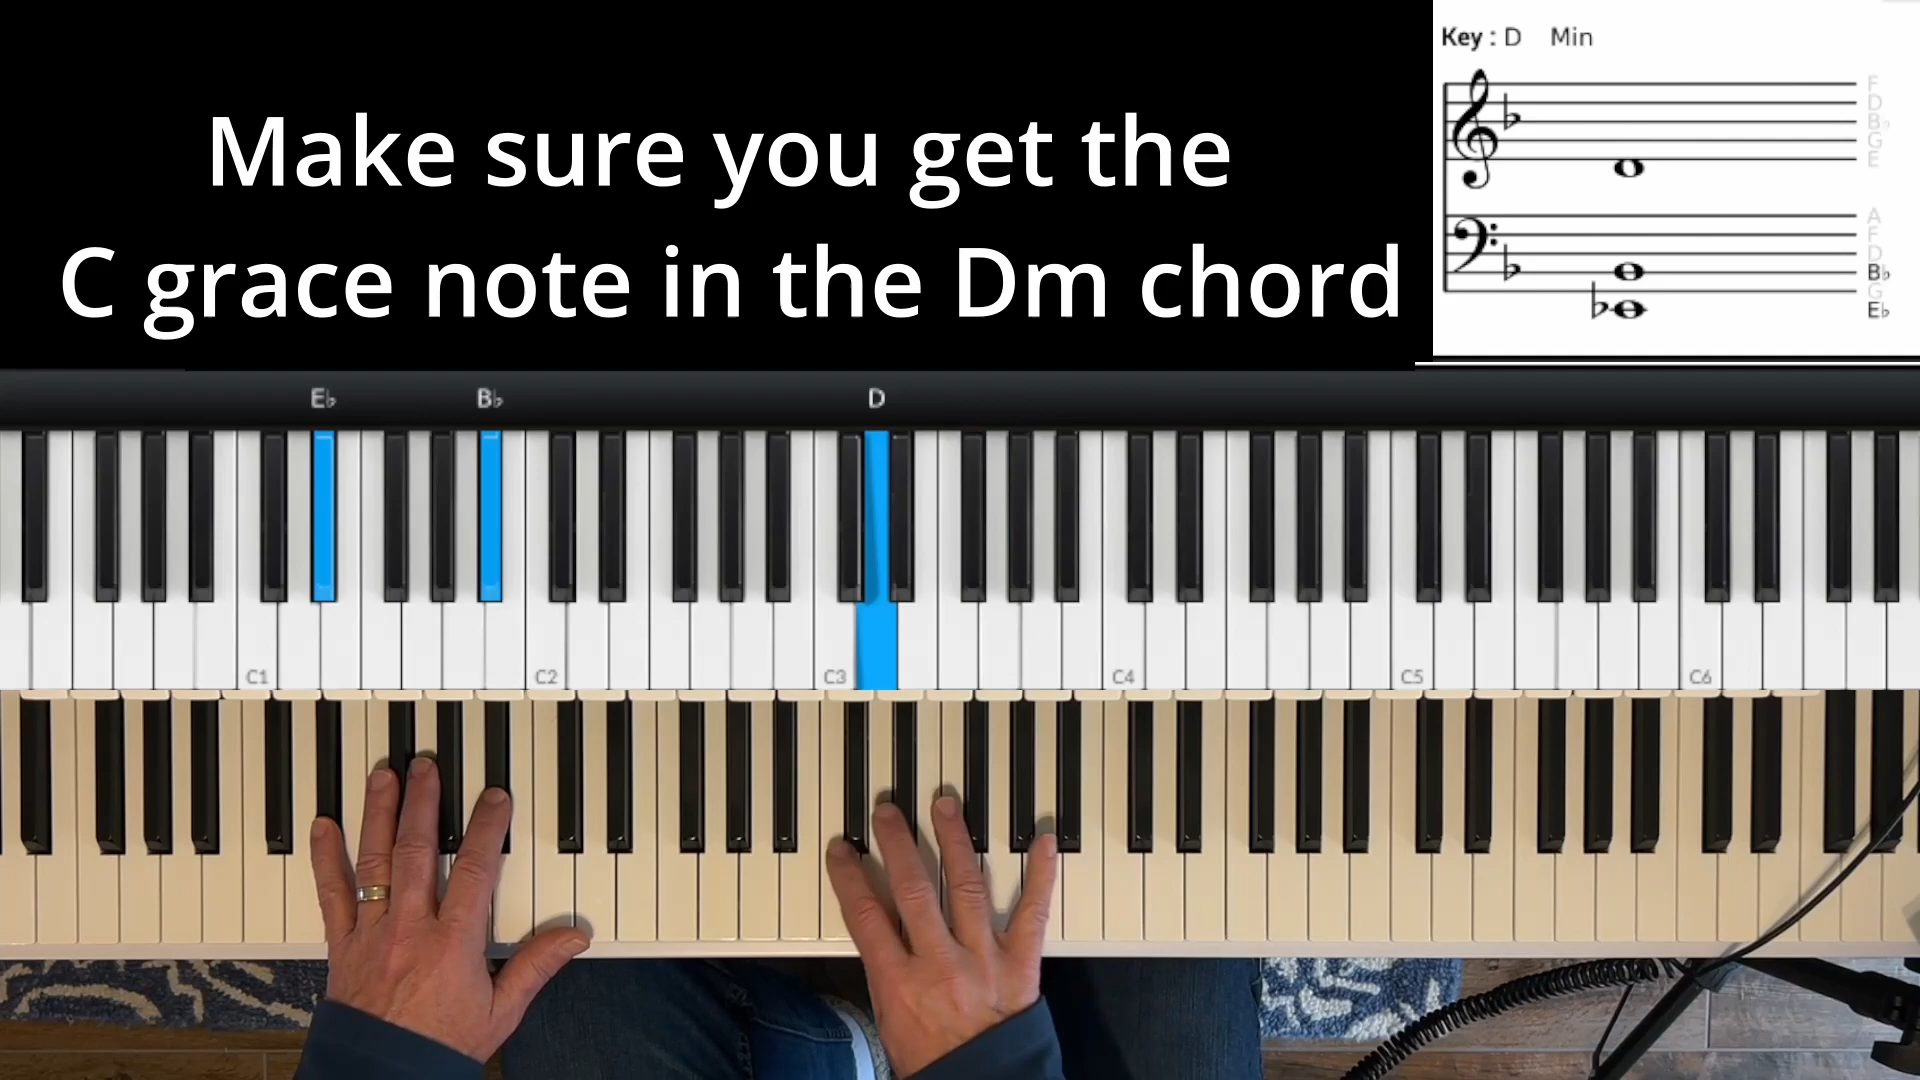 Make sure you get the
C grace note in the Dm chord
Key : D Min
F
D
B♭
G
E
A
F
D
B♭
G
E♭
E♭ B♭ D
C1 C2 C3 C4 C5 C6